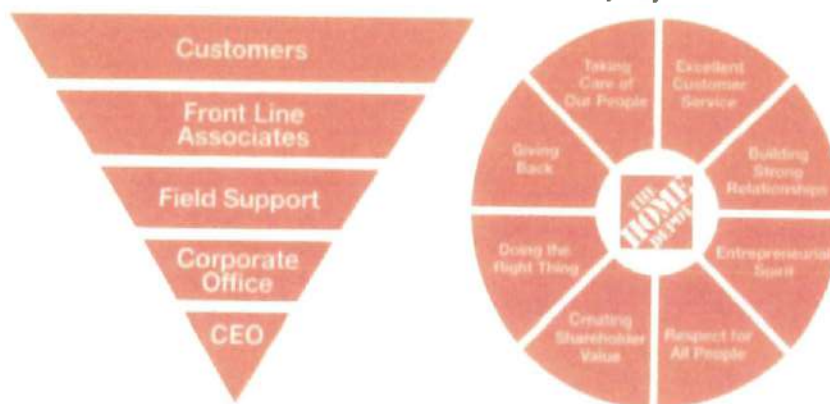 Customers
Front Line
Associates
Field Support
Corporate
Office
CEO
Taking
Care of
Our People
Excellent
Customer
Service
Building
Strong
Relationships
Entrepreneurial
Spirit
Respect for
All People
Creating
Shareholder
Value
Doing the
Right Thing
Giving
Back
THE
HOME
DEPOT